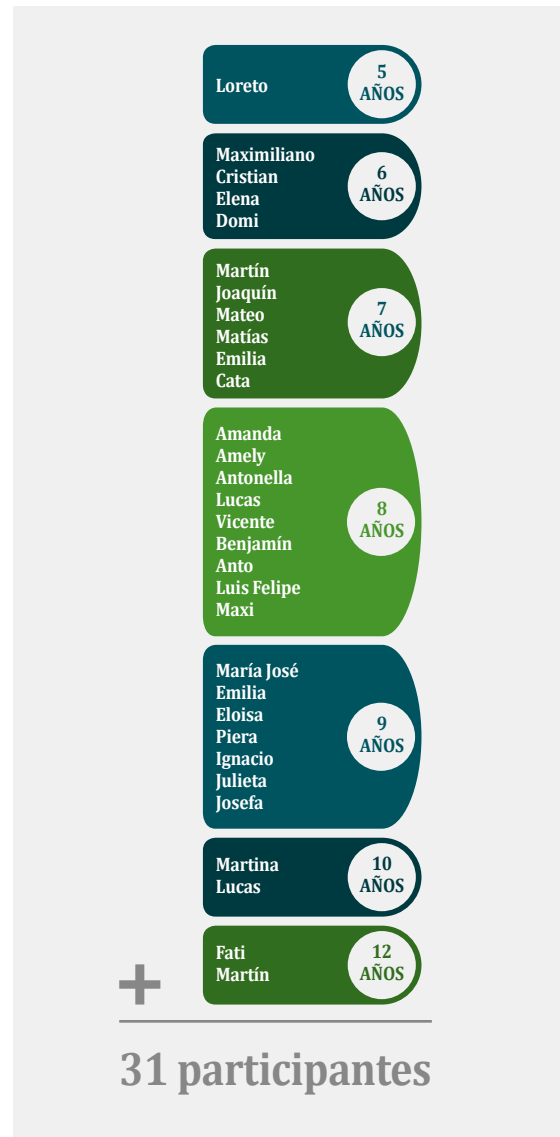 Loreto
5
AÑOS
Maximiliano
Cristian
Elena
Domi
6
AÑOS
Martín
Joaquín
Mateo
Matías
Emilia
Cata
7
AÑOS
Amanda
Amely
Antonella
Lucas
Vicente
Benjamín
Anto
Luis Felipe
Maxi
8
AÑOS
María José
Emilia
Eloisa
Piera
Ignacio
Julieta
Josefa
9
AÑOS
Martina
Lucas
10
AÑOS
Fati
Martín
12
AÑOS
+
31 participantes